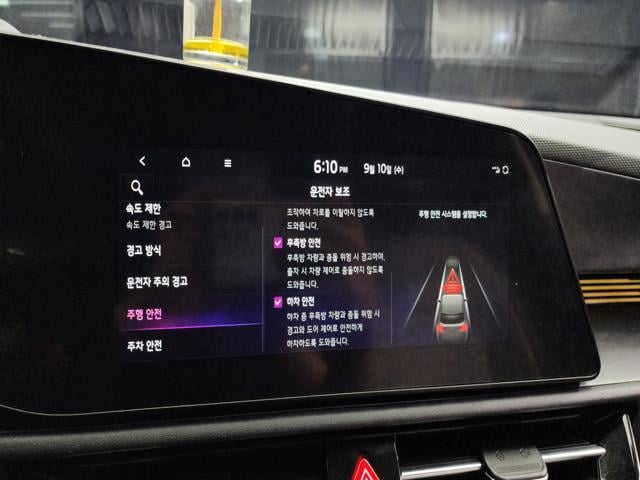 6:10 PM 9월 10일 (수)
운전자 보조
속도 제한
속도 제한 경고
경고 방식
운전자 주의 경고
주행 안전
주차 안전
조작하여 차로를 이탈하지 않도록
도와줍니다.
후측방 안전
후측방 차량과 충돌 위험 시 경고하며,
출차 시 차량 제어로 충돌하지 않도록
도와줍니다.
하차 안전
하차 중 후측방 차량과 충돌 위험 시
경고와 도어 제어로 안전하게
하차하도록 도와줍니다.
주행 안전 시스템을 설정합니다.